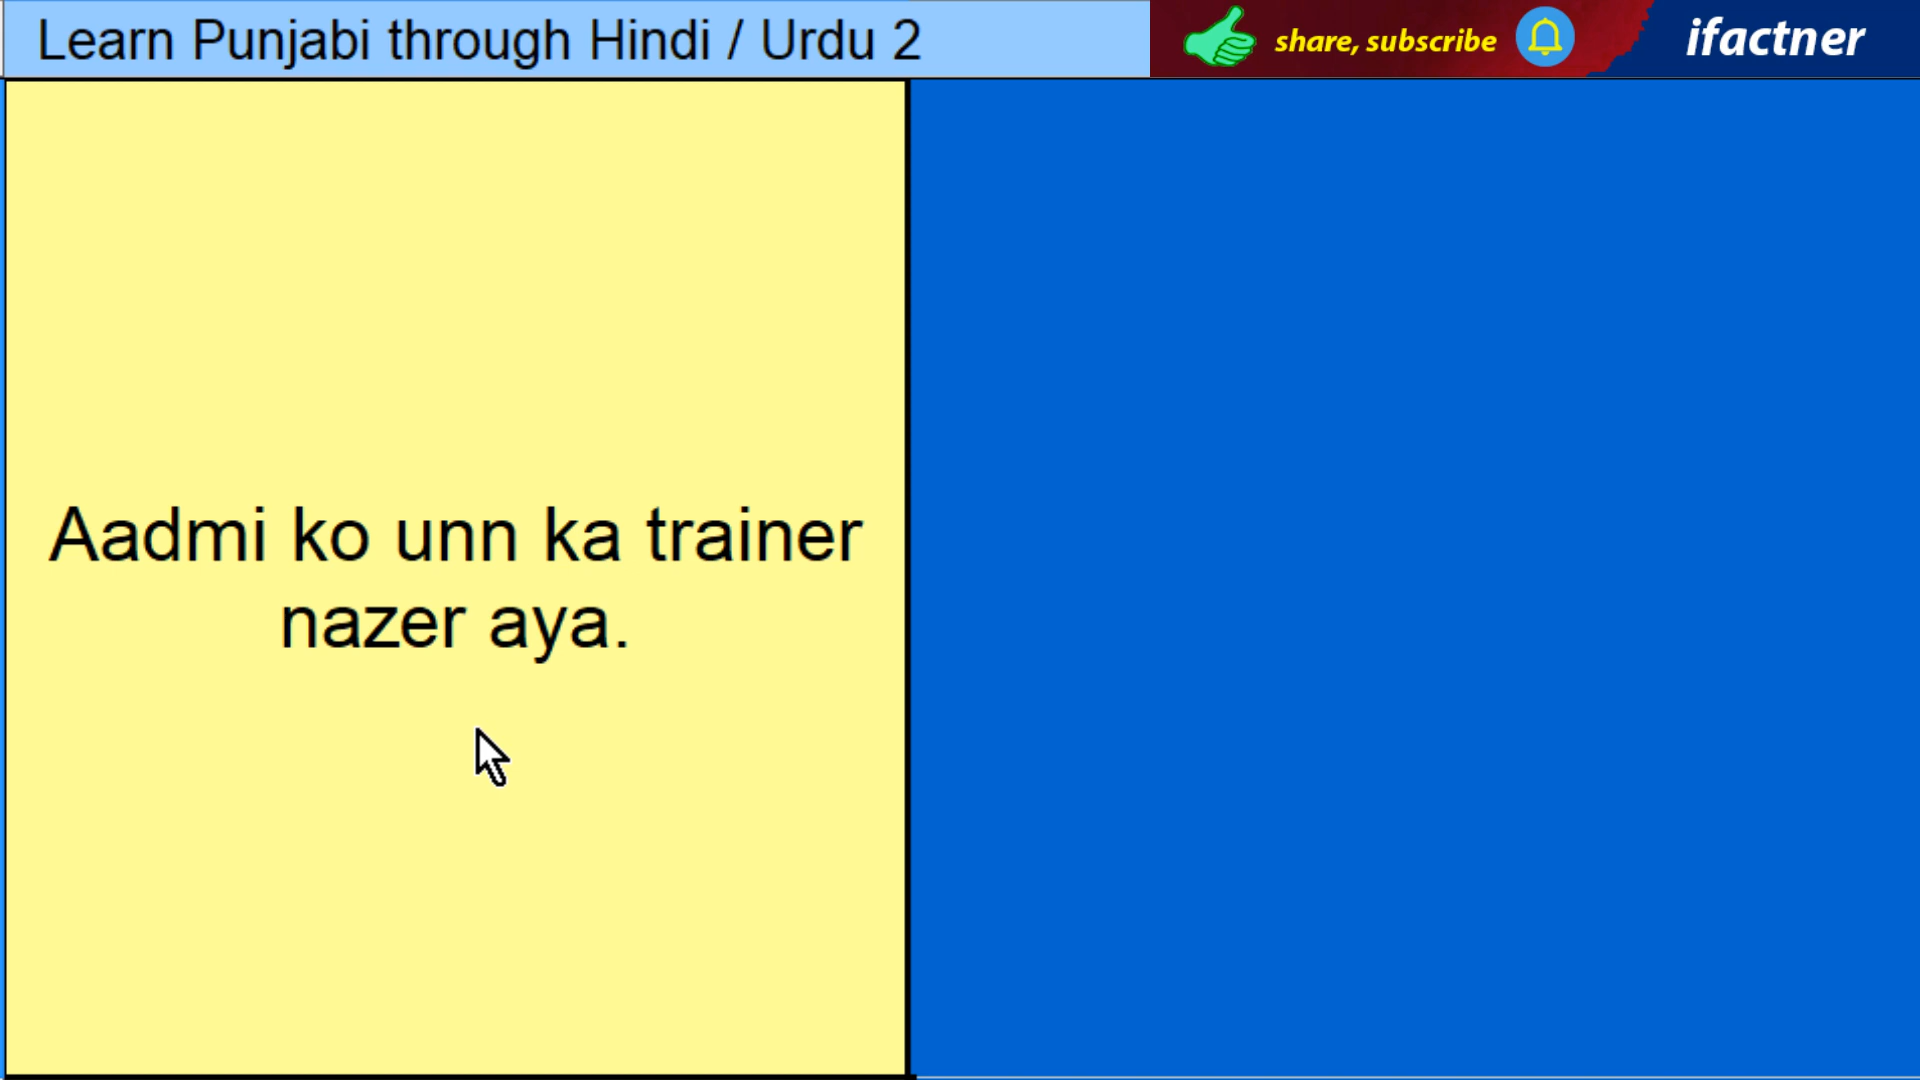 Learn Punjabi through Hindi / Urdu 2
share, subscribe
ifactner
Aadmi ko unn ka trainer
nazer aya.